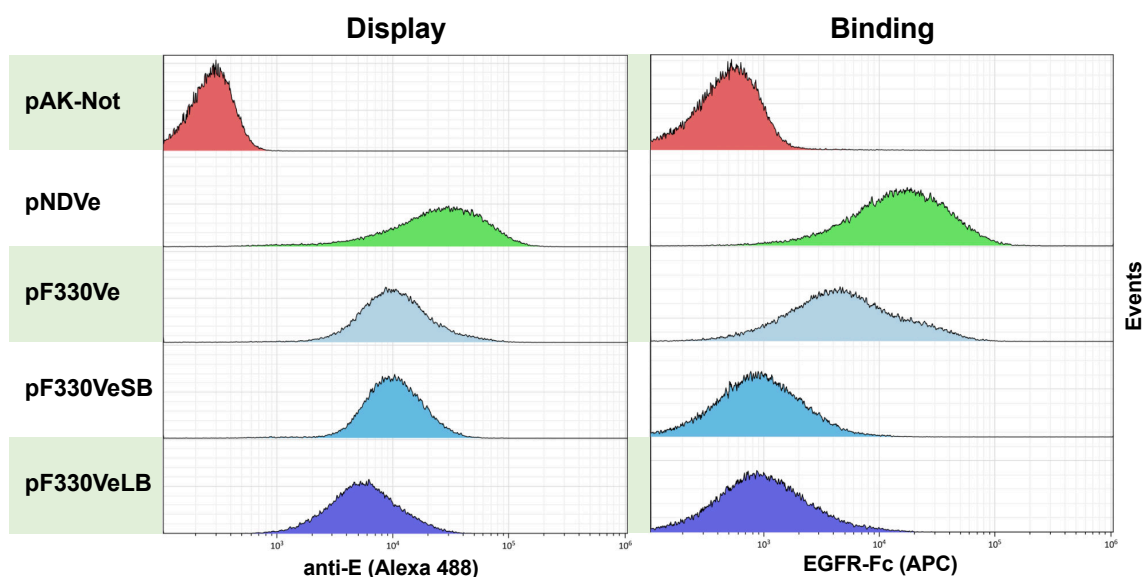 Display Binding
pAK-Not
pNDVe
pF330Ve
pF330VeSB
pF330VeLB
Events
10³ 10⁴ 10⁵ 10⁶ 10³ 10⁴ 10⁵ 10⁶
anti-E (Alexa 488) EGFR-Fc (APC)